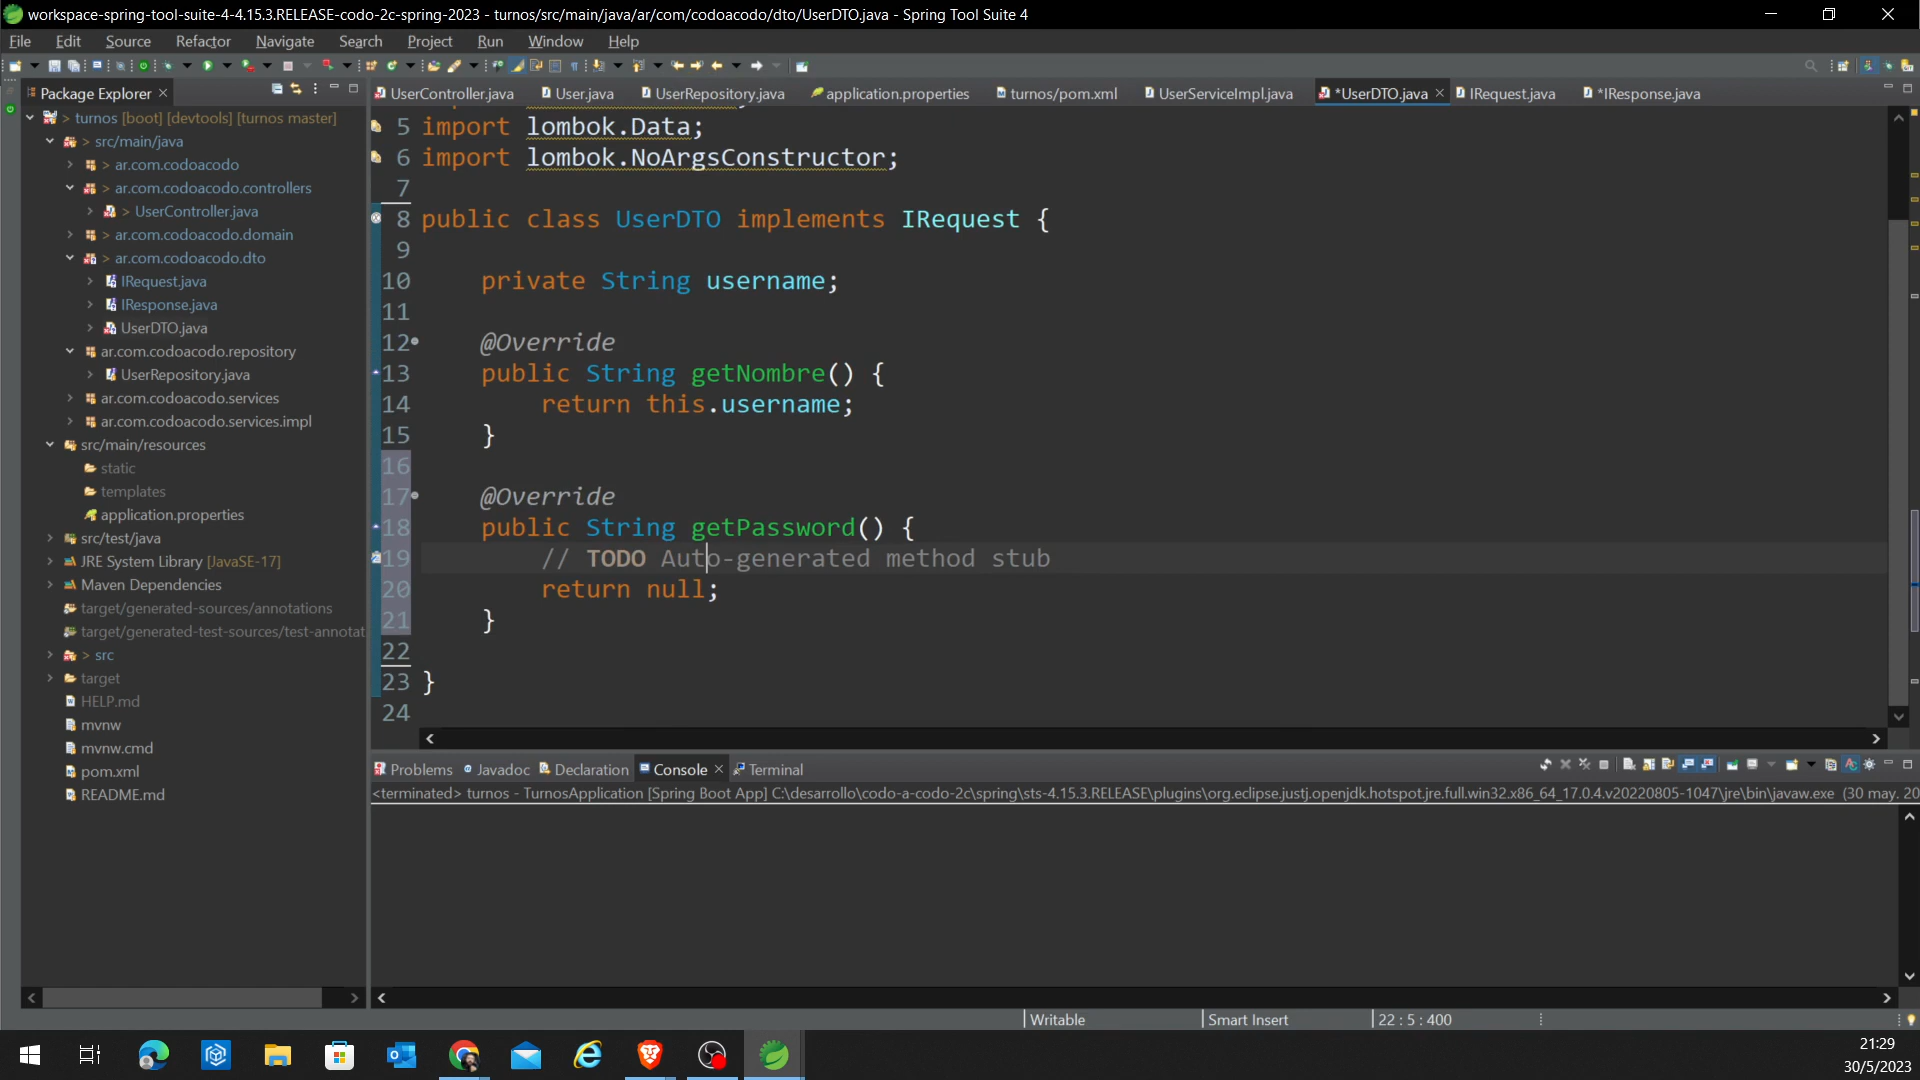 workspace-spring-tool-suite-4-4.15.3.RELEASE-codo-2c-spring-2023 - turnos/src/main/java/ar/com/codoacodo/dto/UserDTO.java - Spring Tool Suite 4
File Edit Source Refactor Navigate Search Project Run Window Help
Package Explorer
UserController.java User.java UserRepository.java application.properties turnos/pom.xml UserServiceImpl.java *UserDTO.java IRequest.java *IResponse.java
> turnos [boot] [devtools] [turnos master]
> src/main/java
> ar.com.codoacodo
> ar.com.codoacodo.controllers
> UserController.java
> ar.com.codoacodo.domain
> ar.com.codoacodo.dto
IRequest.java
IResponse.java
UserDTO.java
ar.com.codoacodo.repository
UserRepository.java
ar.com.codoacodo.services
ar.com.codoacodo.services.impl
src/main/resources
static
templates
application.properties
src/test/java
JRE System Library [JavaSE-17]
Maven Dependencies
target/generated-sources/annotations
target/generated-test-sources/test-annotat
> src
target
HELP.md
mvnw
mvnw.cmd
pom.xml
README.md
5 import lombok.Data;
6 import lombok.NoArgsConstructor;
7
8 public class UserDTO implements IRequest {
9
10 private String username;
11
12 @Override
13 public String getNombre() {
14 return this.username;
15 }
16
17 @Override
18 public String getPassword() {
19 // TODO Auto-generated method stub
20 return null;
21 }
22
23 }
24
Problems Javadoc Declaration Console Terminal
<terminated> turnos - TurnosApplication [Spring Boot App] C:\desarrollo\codo-a-codo-2c\spring\sts-4.15.3.RELEASE\plugins\org.eclipse.justj.openjdk.hotspot.jre.full.win32.x86_64_17.0.4.v20220805-1047\jre\bin\javaw.exe (30 may. 20
Writable Smart Insert 22 : 5 : 400
21:29
30/5/2023